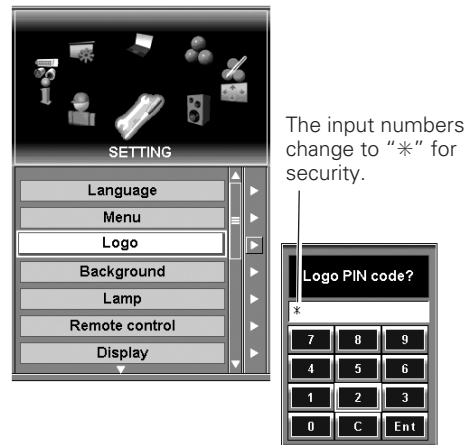 SETTING
Language
Menu
Logo
Background
Lamp
Remote control
Display
The input numbers
change to “✳” for
security.
Logo PIN code?
*
7 8 9
4 5 6
1 2 3
0 C Ent